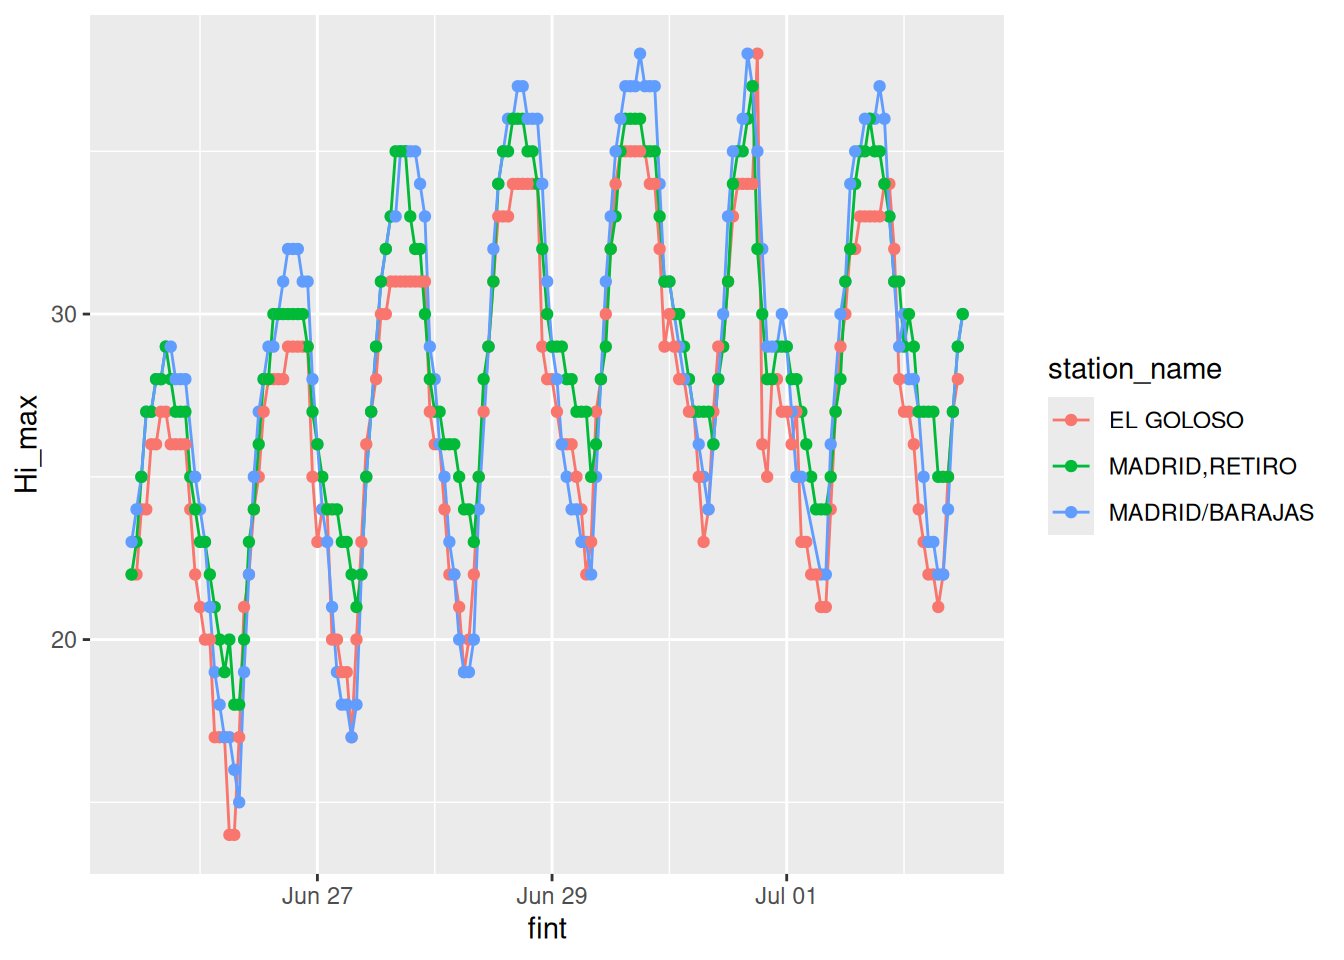 Hi_max
30
20
Jun 27
Jun 29
Jul 01
fint
station_name
EL GOLOSO
MADRID,RETIRO
MADRID/BARAJAS